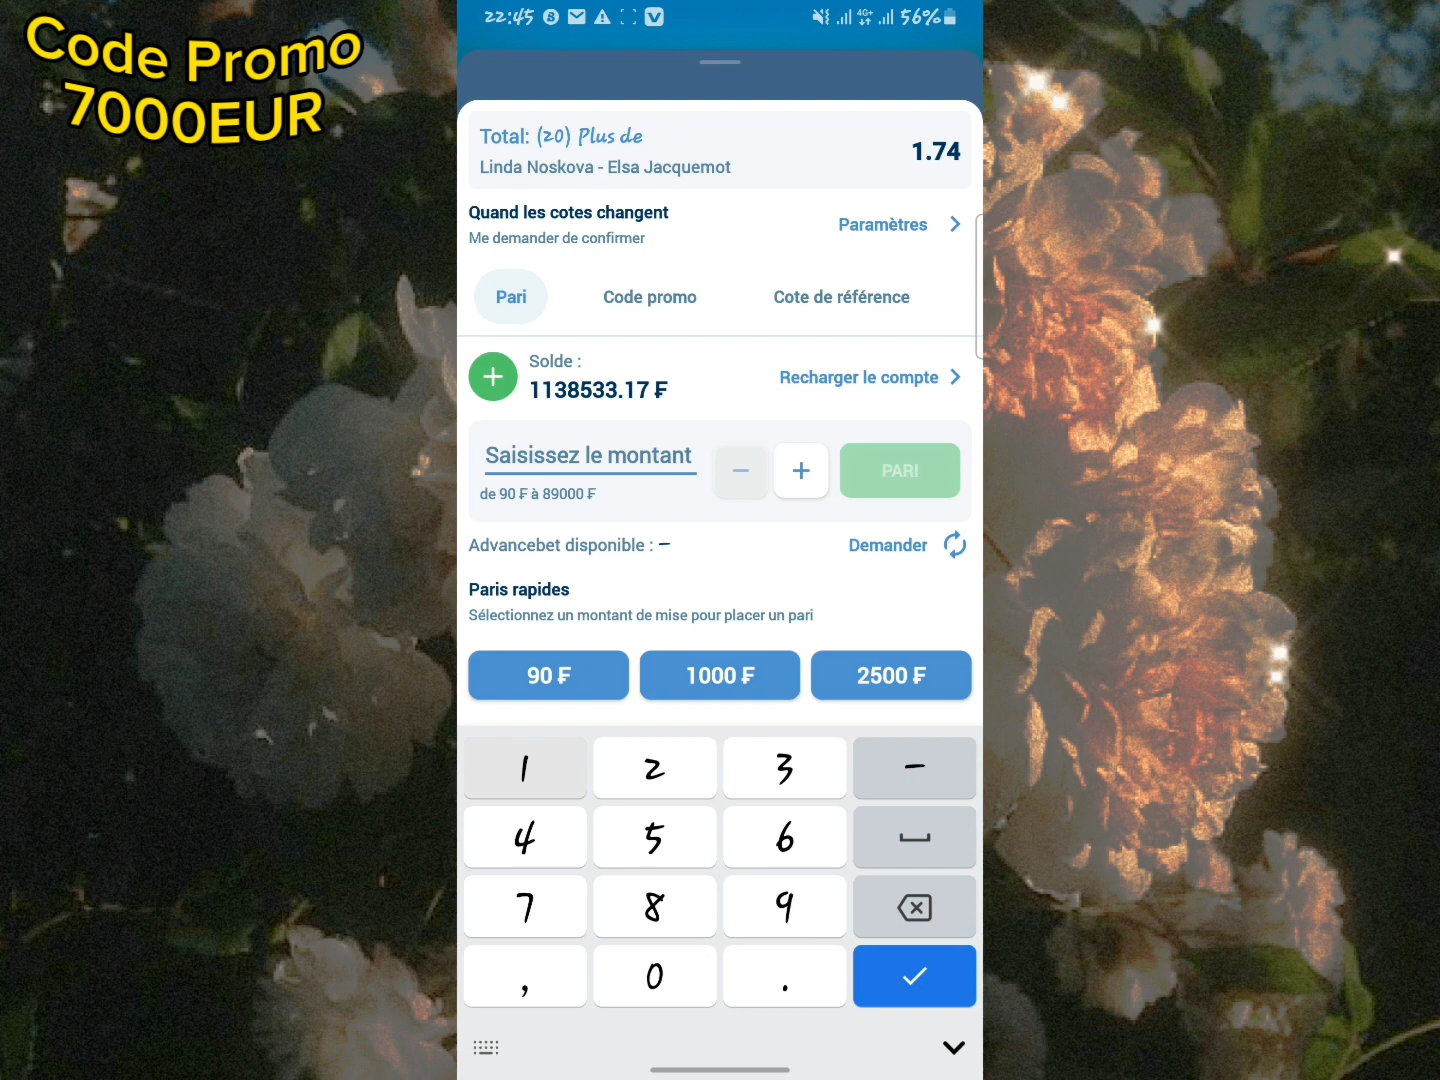 Code Promo
7000EUR
22:45
4G+
56%
Total: (20) Plus de
1.74
Linda Noskova - Elsa Jacquemot
Quand les cotes changent
Me demander de confirmer
Paramètres
Pari
Code promo
Cote de référence
Solde :
1138533.17 ₣
Recharger le compte
Saisissez le montant
de 90 ₣ à 89000 ₣
PARI
Advancebet disponible : –
Demander
Paris rapides
Sélectionnez un montant de mise pour placer un pari
90 ₣
1000 ₣
2500 ₣
1 2 3 –
4 5 6
7 8 9
, 0 .